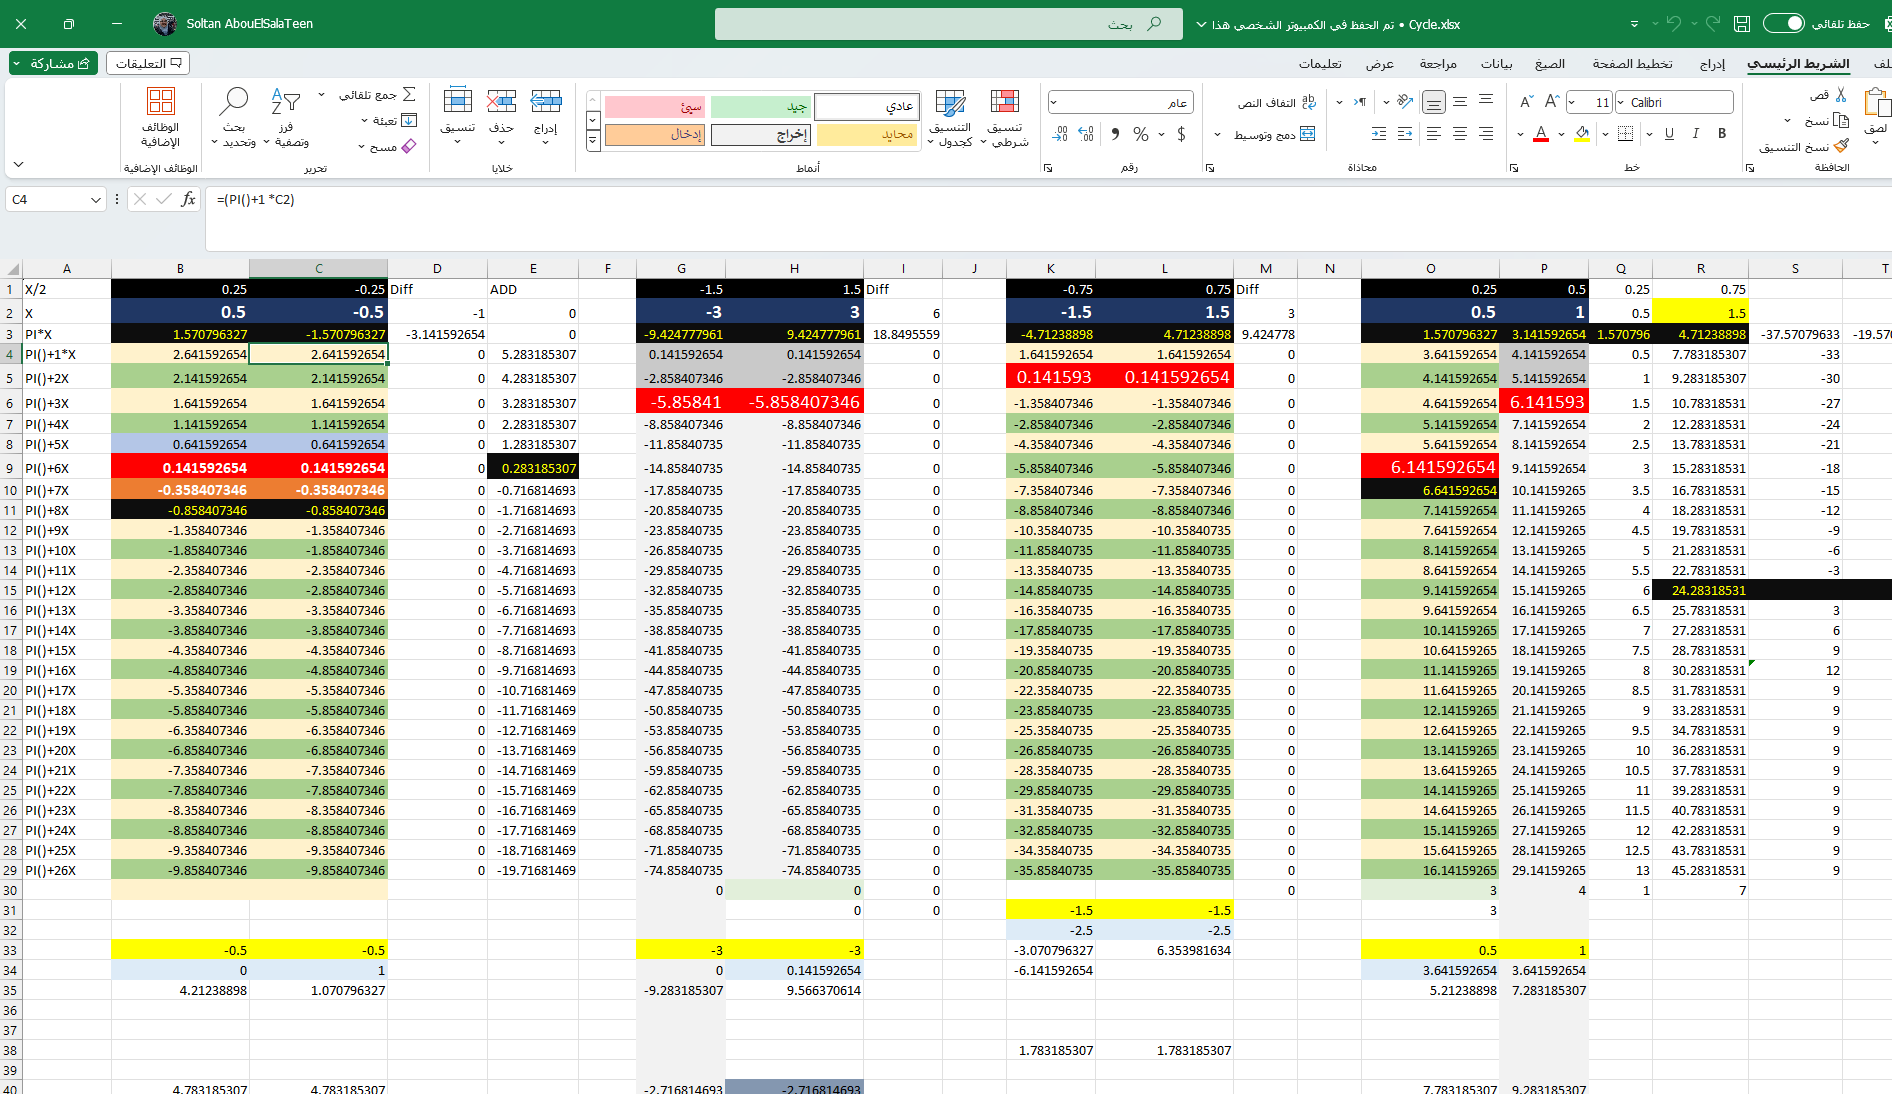 Soltan AbouElSalaTeen
بحث
Cycle.xlsx • تم الحفظ في الكمبيوتر الشخصي هذا
حفظ تلقائي
الشريط الرئيسي إدراج تخطيط الصفحة الصيغ بيانات مراجعة عرض تعليمات
التعليقات
مشاركة
لصق
قص
نسخ
نسخ التنسيق
الحافظة
Calibri 11
B I U
خط
التفاف النص
دمج وتوسيط
محاذاة
عام
رقم
تنسيق شرطي
التنسيق كجدول
عادي جيد سيئ
محايد إخراج إدخال
أنماط
إدراج حذف تنسيق
خلايا
جمع تلقائي
تعبئة
مسح
فرز وتصفية
بحث وتحديد
تحرير
الوظائف الإضافية
الوظائف الإضافية
C4 fx =(PI()+1 *C2)
A B C D E F G H I J K L M N O P Q R S T
1 X/2 0.25 -0.25 Diff ADD -1.5 1.5 Diff -0.75 0.75 Diff 0.25 0.5 0.25 0.75
2 X 0.5 -0.5 -1 0 -3 3 6 -1.5 1.5 3 0.5 1 0.5 1.5
3 PI*X 1.570796327 -1.570796327 -3.141592654 0 -9.424777961 9.424777961 18.8495559 -4.71238898 4.71238898 9.424778 1.570796327 3.141592654 1.570796 4.71238898 -37.57079633
4 PI()+1*X 2.641592654 2.641592654 0 5.283185307 0.141592654 0.141592654 0 1.641592654 1.641592654 0 3.641592654 4.141592654 0.5 7.783185307 -33
5 PI()+2X 2.141592654 2.141592654 0 4.283185307 -2.858407346 -2.858407346 0 0.141593 0.141592654 0 4.141592654 5.141592654 1 9.283185307 -30
6 PI()+3X 1.641592654 1.641592654 0 3.283185307 -5.85841 -5.858407346 0 -1.358407346 -1.358407346 0 4.641592654 6.141593 1.5 10.78318531 -27
7 PI()+4X 1.141592654 1.141592654 0 2.283185307 -8.858407346 -8.858407346 0 -2.858407346 -2.858407346 0 5.141592654 7.141592654 2 12.28318531 -24
8 PI()+5X 0.641592654 0.641592654 0 1.283185307 -11.85840735 -11.85840735 0 -4.358407346 -4.358407346 0 5.641592654 8.141592654 2.5 13.78318531 -21
9 PI()+6X 0.141592654 0.141592654 0 0.283185307 -14.85840735 -14.85840735 0 -5.858407346 -5.858407346 0 6.141592654 9.141592654 3 15.28318531 -18
10 PI()+7X -0.358407346 -0.358407346 0 -0.716814693 -17.85840735 -17.85840735 0 -7.358407346 -7.358407346 0 6.641592654 10.14159265 3.5 16.78318531 -15
11 PI()+8X -0.858407346 -0.858407346 0 -1.716814693 -20.85840735 -20.85840735 0 -8.858407346 -8.858407346 0 7.141592654 11.14159265 4 18.28318531 -12
12 PI()+9X -1.358407346 -1.358407346 0 -2.716814693 -23.85840735 -23.85840735 0 -10.35840735 -10.35840735 0 7.641592654 12.14159265 4.5 19.78318531 -9
13 PI()+10X -1.858407346 -1.858407346 0 -3.716814693 -26.85840735 -26.85840735 0 -11.85840735 -11.85840735 0 8.141592654 13.14159265 5 21.28318531 -6
14 PI()+11X -2.358407346 -2.358407346 0 -4.716814693 -29.85840735 -29.85840735 0 -13.35840735 -13.35840735 0 8.641592654 14.14159265 5.5 22.78318531 -3
15 PI()+12X -2.858407346 -2.858407346 0 -5.716814693 -32.85840735 -32.85840735 0 -14.85840735 -14.85840735 0 9.141592654 15.14159265 6 24.28318531
16 PI()+13X -3.358407346 -3.358407346 0 -6.716814693 -35.85840735 -35.85840735 0 -16.35840735 -16.35840735 0 9.641592654 16.14159265 6.5 25.78318531 3
17 PI()+14X -3.858407346 -3.858407346 0 -7.716814693 -38.85840735 -38.85840735 0 -17.85840735 -17.85840735 0 10.14159265 17.14159265 7 27.28318531 6
18 PI()+15X -4.358407346 -4.358407346 0 -8.716814693 -41.85840735 -41.85840735 0 -19.35840735 -19.35840735 0 10.64159265 18.14159265 7.5 28.78318531 9
19 PI()+16X -4.858407346 -4.858407346 0 -9.716814693 -44.85840735 -44.85840735 0 -20.85840735 -20.85840735 0 11.14159265 19.14159265 8 30.28318531 12
20 PI()+17X -5.358407346 -5.358407346 0 -10.71681469 -47.85840735 -47.85840735 0 -22.35840735 -22.35840735 0 11.64159265 20.14159265 8.5 31.78318531 9
21 PI()+18X -5.858407346 -5.858407346 0 -11.71681469 -50.85840735 -50.85840735 0 -23.85840735 -23.85840735 0 12.14159265 21.14159265 9 33.28318531 9
22 PI()+19X -6.358407346 -6.358407346 0 -12.71681469 -53.85840735 -53.85840735 0 -25.35840735 -25.35840735 0 12.64159265 22.14159265 9.5 34.78318531 9
23 PI()+20X -6.858407346 -6.858407346 0 -13.71681469 -56.85840735 -56.85840735 0 -26.85840735 -26.85840735 0 13.14159265 23.14159265 10 36.28318531 9
24 PI()+21X -7.358407346 -7.358407346 0 -14.71681469 -59.85840735 -59.85840735 0 -28.35840735 -28.35840735 0 13.64159265 24.14159265 10.5 37.78318531 9
25 PI()+22X -7.858407346 -7.858407346 0 -15.71681469 -62.85840735 -62.85840735 0 -29.85840735 -29.85840735 0 14.14159265 25.14159265 11 39.28318531 9
26 PI()+23X -8.358407346 -8.358407346 0 -16.71681469 -65.85840735 -65.85840735 0 -31.35840735 -31.35840735 0 14.64159265 26.14159265 11.5 40.78318531 9
27 PI()+24X -8.858407346 -8.858407346 0 -17.71681469 -68.85840735 -68.85840735 0 -32.85840735 -32.85840735 0 15.14159265 27.14159265 12 42.28318531 9
28 PI()+25X -9.358407346 -9.358407346 0 -18.71681469 -71.85840735 -71.85840735 0 -34.35840735 -34.35840735 0 15.64159265 28.14159265 12.5 43.78318531 9
29 PI()+26X -9.858407346 -9.858407346 0 -19.71681469 -74.85840735 -74.85840735 0 -35.85840735 -35.85840735 0 16.14159265 29.14159265 13 45.28318531 9
30 0 0 0 0 3 4 1 7
31 0 0 -1.5 -1.5 3
32 -2.5 -2.5
33 -0.5 -0.5 -3 -3 -3.070796327 6.353981634 0.5 1
34 0 1 0 0.141592654 -6.141592654 3.641592654 3.641592654
35 4.21238898 1.070796327 -9.283185307 9.566370614 5.21238898 7.283185307
36
37
38 1.783185307 1.783185307
39
40 4.783185307 4.783185307 -2.716814693 -2.716814693 7.783185307 9.283185307